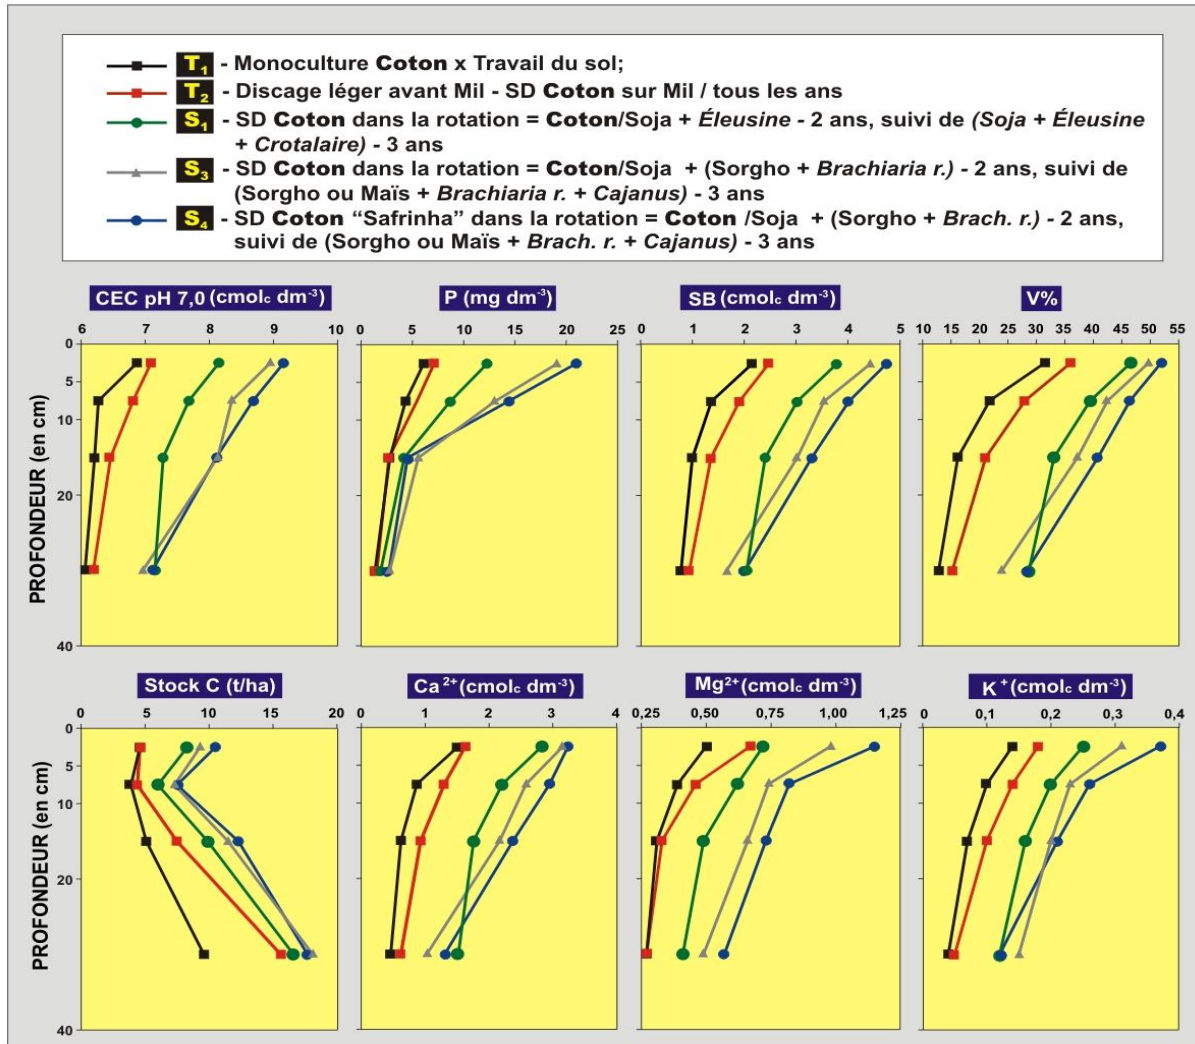 T₁ - Monoculture Coton x Travail du sol;
T₂ - Discage léger avant Mil - SD Coton sur Mil / tous les ans
S₁ - SD Coton dans la rotation = Coton/Soja + Éleusine - 2 ans, suivi de (Soja + Éleusine
+ Crotalaire) - 3 ans
S₃ - SD Coton dans la rotation = Coton/Soja + (Sorgho + Brachiaria r.) - 2 ans, suivi de
(Sorgho ou Maïs + Brachiaria r. + Cajanus) - 3 ans
S₄ - SD Coton “Safrinha” dans la rotation = Coton /Soja + (Sorgho + Brach. r.) - 2 ans,
suivi de (Sorgho ou Maïs + Brach. r. + Cajanus) - 3 ans
CEC pH 7,0 (cmolc dm⁻³)
6 7 8 9 10
P (mg dm⁻³)
0 5 10 15 20 25
SB (cmolc dm⁻³)
0 1 2 3 4 5
V%
10 15 20 25 30 35 40 45 50 55
PROFONDEUR (en cm)
0
5
10
20
40
Stock C (t/ha)
0 5 10 15 20
Ca²⁺ (cmolc dm⁻³)
0 1 2 3 4
Mg²⁺ (cmolc dm⁻³)
0,25 0,50 0,75 1,00 1,25
K⁺ (cmolc dm⁻³)
0 0,1 0,2 0,3 0,4
PROFONDEUR (en cm)
0
5
10
20
40